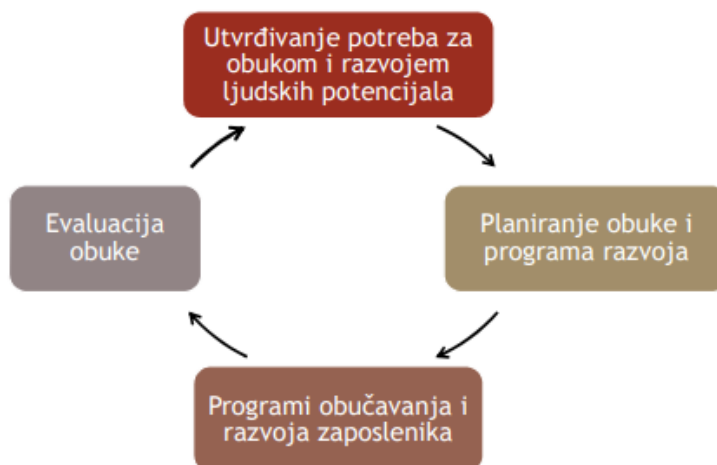 Utvrđivanje potreba za
obukom i razvojem
ljudskih potencijala
Evaluacija
obuke
Planiranje obuke i
programa razvoja
Programi obučavanja i
razvoja zaposlenika